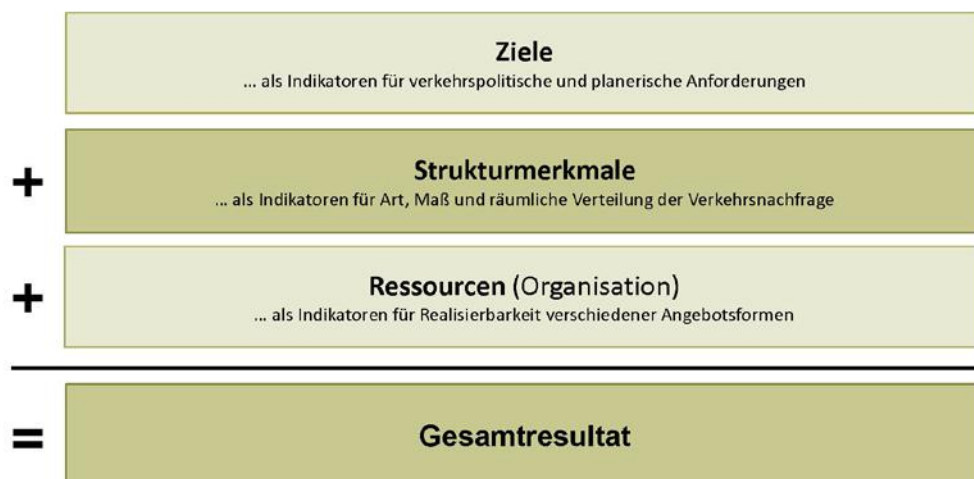 Ziele
... als Indikatoren für verkehrspolitische und planerische Anforderungen
+
Strukturmerkmale
... als Indikatoren für Art, Maß und räumliche Verteilung der Verkehrsnachfrage
+
Ressourcen (Organisation)
... als Indikatoren für Realisierbarkeit verschiedener Angebotsformen
=
Gesamtresultat